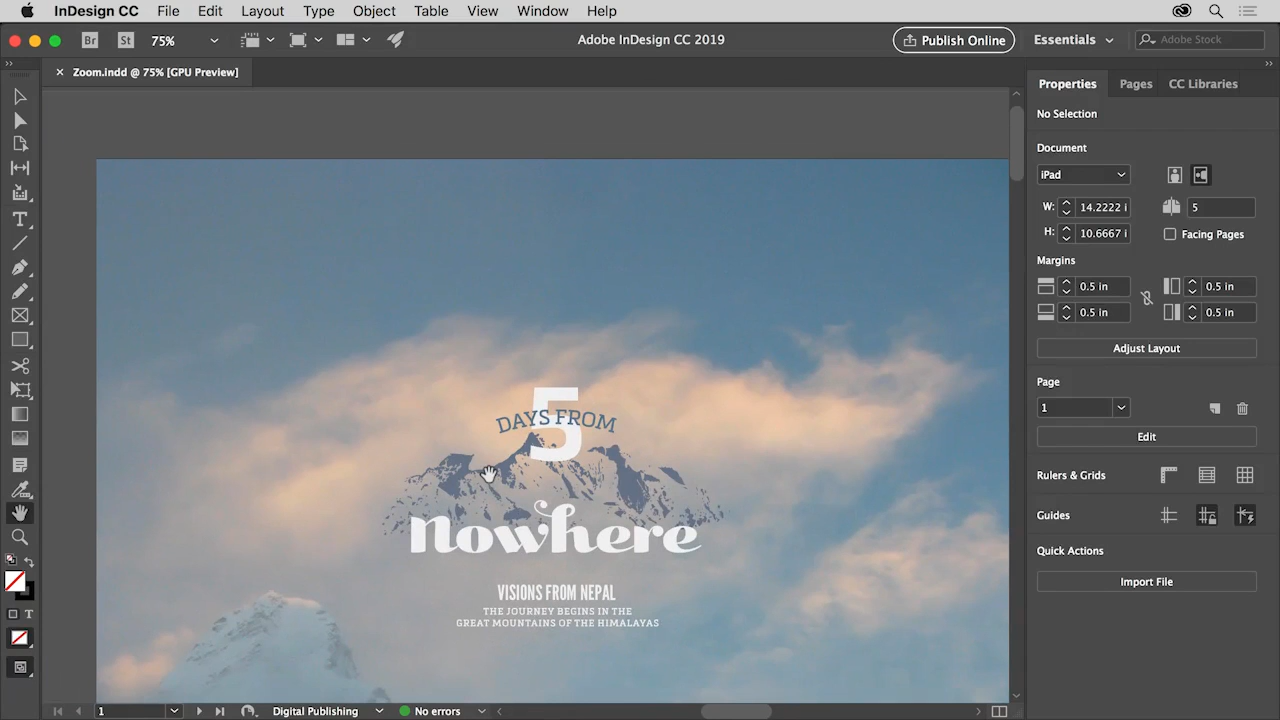 InDesign CC File Edit Layout Type Object Table View Window Help
Br St 75% Adobe InDesign CC 2019 Publish Online Essentials Adobe Stock
Zoom.indd @ 75% [GPU Preview]
Properties Pages CC Libraries
No Selection
Document
iPad
W: 14.2222 i 5
H: 10.6667 i Facing Pages
Margins
0.5 in 0.5 in
0.5 in 0.5 in
Adjust Layout
Page
1
Edit
Rulers & Grids
Guides
Quick Actions
Import File
5
DAYS FROM
Nowhere
VISIONS FROM NEPAL
THE JOURNEY BEGINS IN THE
GREAT MOUNTAINS OF THE HIMALAYAS
1 Digital Publishing No errors